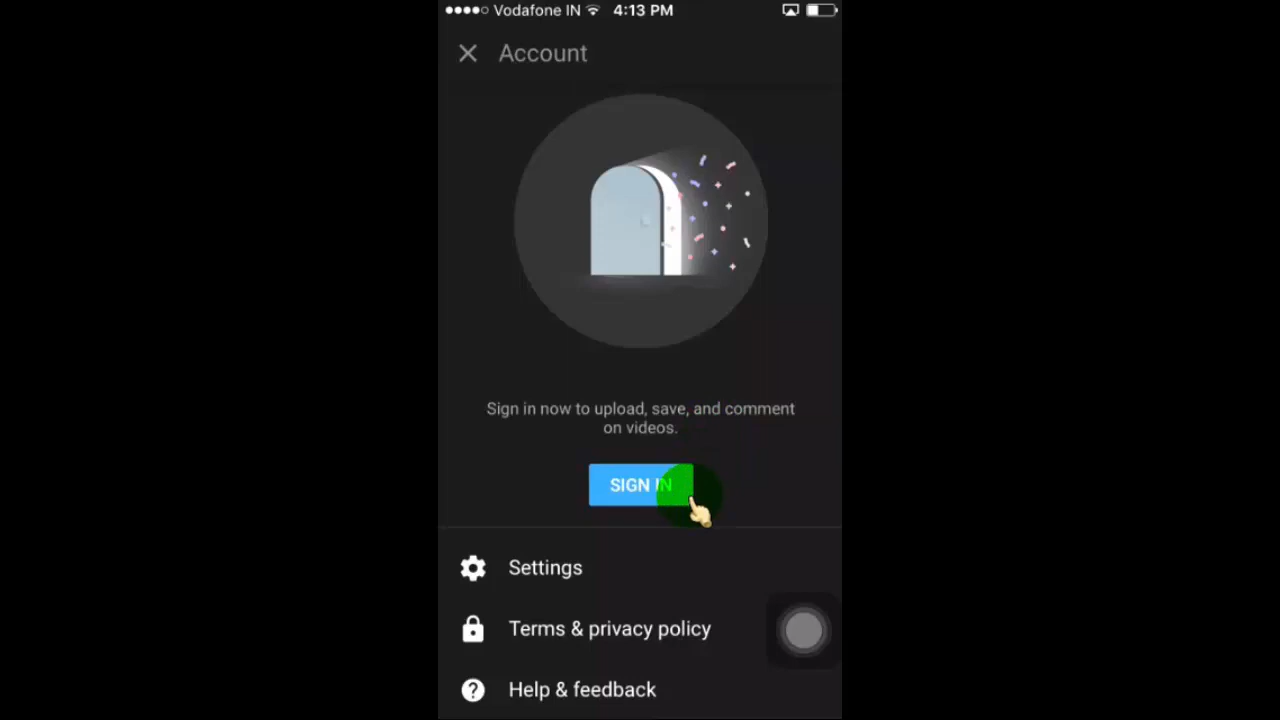 Vodafone IN 4:13 PM
Account
Sign in now to upload, save, and comment
on videos.
SIGN IN
Settings
Terms & privacy policy
Help & feedback